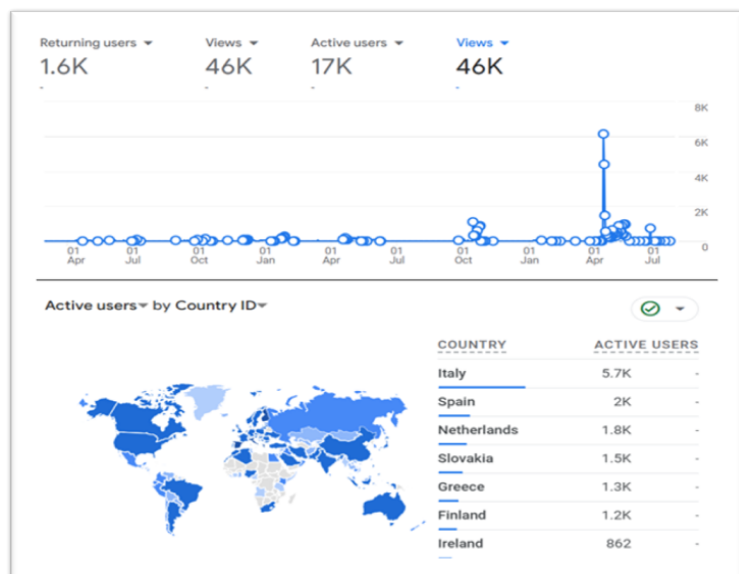 Returning users Views Active users Views
1.6K 46K 17K 46K
- - - -
8K
6K
4K
2K
0
01 01 01 01 01 01 01 01 01 01
Apr Jul Oct Jan Apr Jul Oct Jan Apr Jul
Active users by Country ID
COUNTRY ACTIVE USERS
Italy 5.7K -
Spain 2K -
Netherlands 1.8K -
Slovakia 1.5K -
Greece 1.3K -
Finland 1.2K -
Ireland 862 -